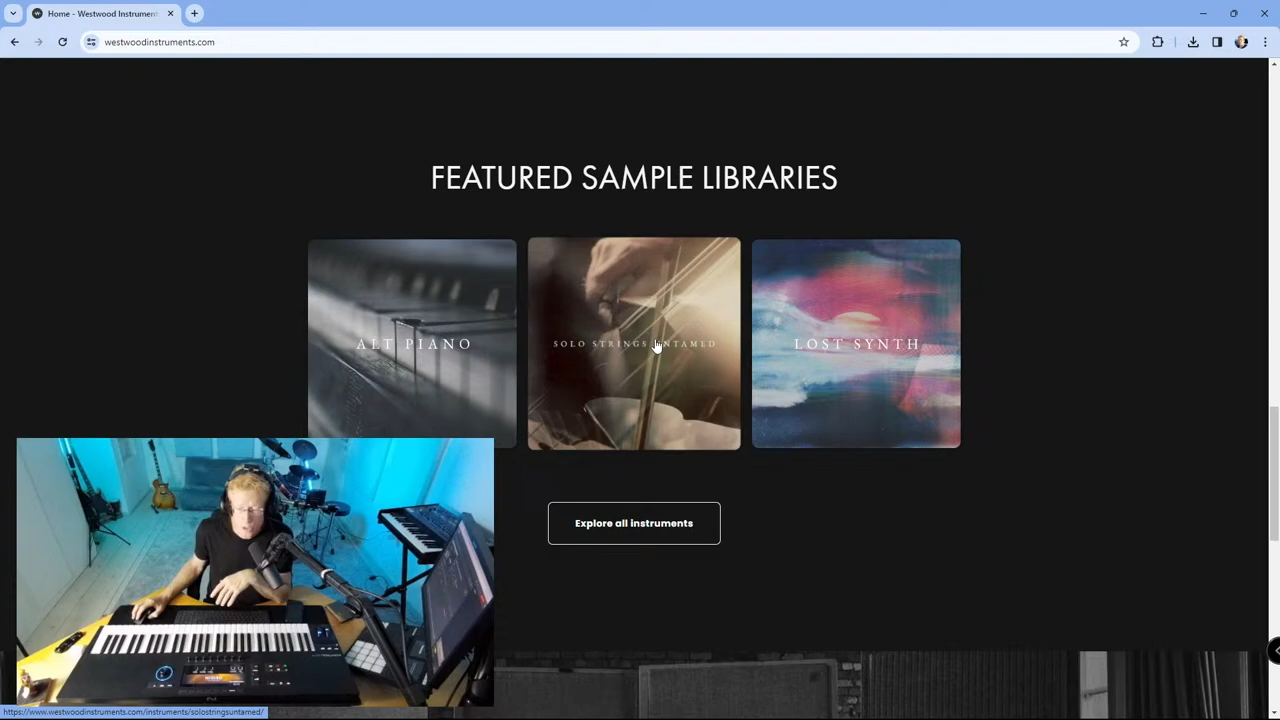 Home - Westwood Instrument
westwoodinstruments.com
FEATURED SAMPLE LIBRARIES
ALT PIANO
SOLO STRINGS UNTAMED
LOST SYNTH
Explore all instruments
https://www.westwoodinstruments.com/instruments/solostringsuntamed/